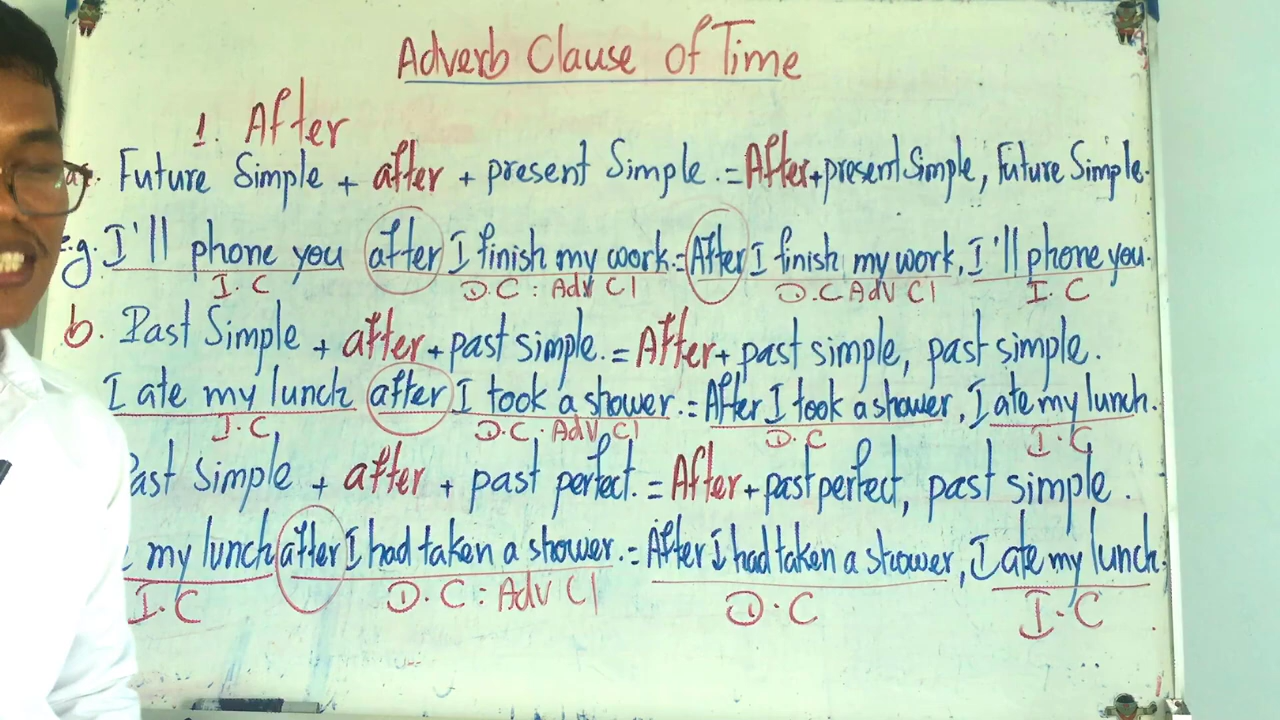 Adverb Clause of Time
1. After
a. Future Simple + after + present Simple. = After + present Simple, Future Simple.
e.g. I'll phone you after I finish my work. = After I finish my work, I'll phone you.
I.C D.C : Adv Cl D.C Adv Cl I.C
b. Past Simple + after + past simple. = After + past simple, past simple.
I ate my lunch after I took a shower. = After I took a shower, I ate my lunch.
I.C D.C . Adv Cl D.C I.C
Past Simple + after + past perfect. = After + past perfect, past simple.
my lunch after I had taken a shower. = After I had taken a shower, I ate my lunch.
I.C D.C : Adv Cl D.C I.C